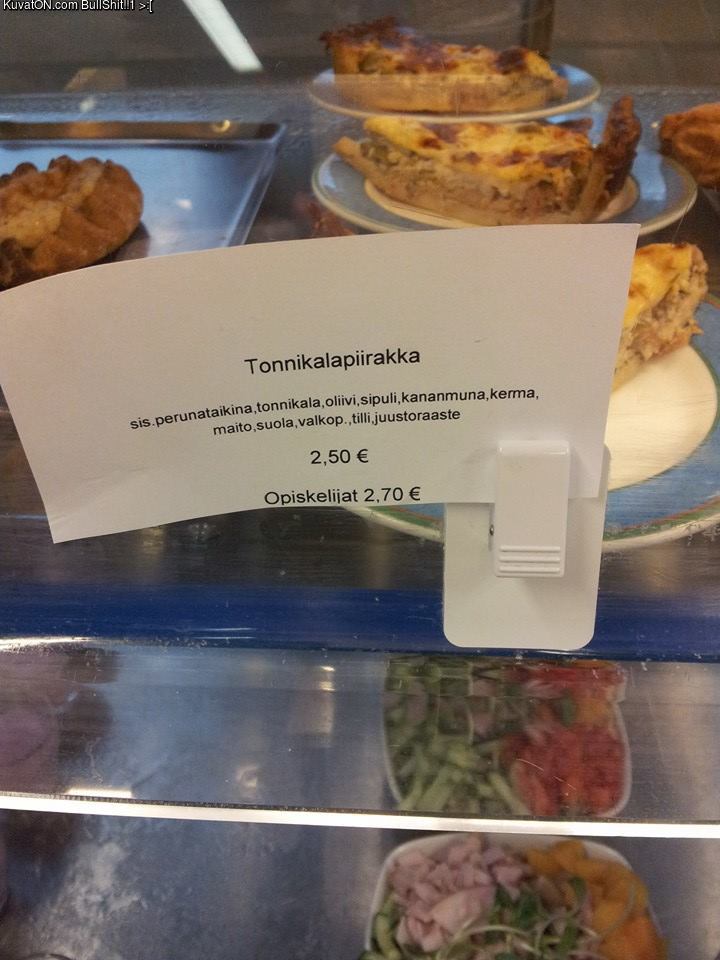 KuvatON.com BullShit!!1 >:[
Tonnikalapiirakka
sis.perunataikina,tonnikala,oliivi,sipuli,kananmuna,kerma,
maito,suola,valkop.,tilli,juustoraaste
2,50 €
Opiskelijat 2,70 €